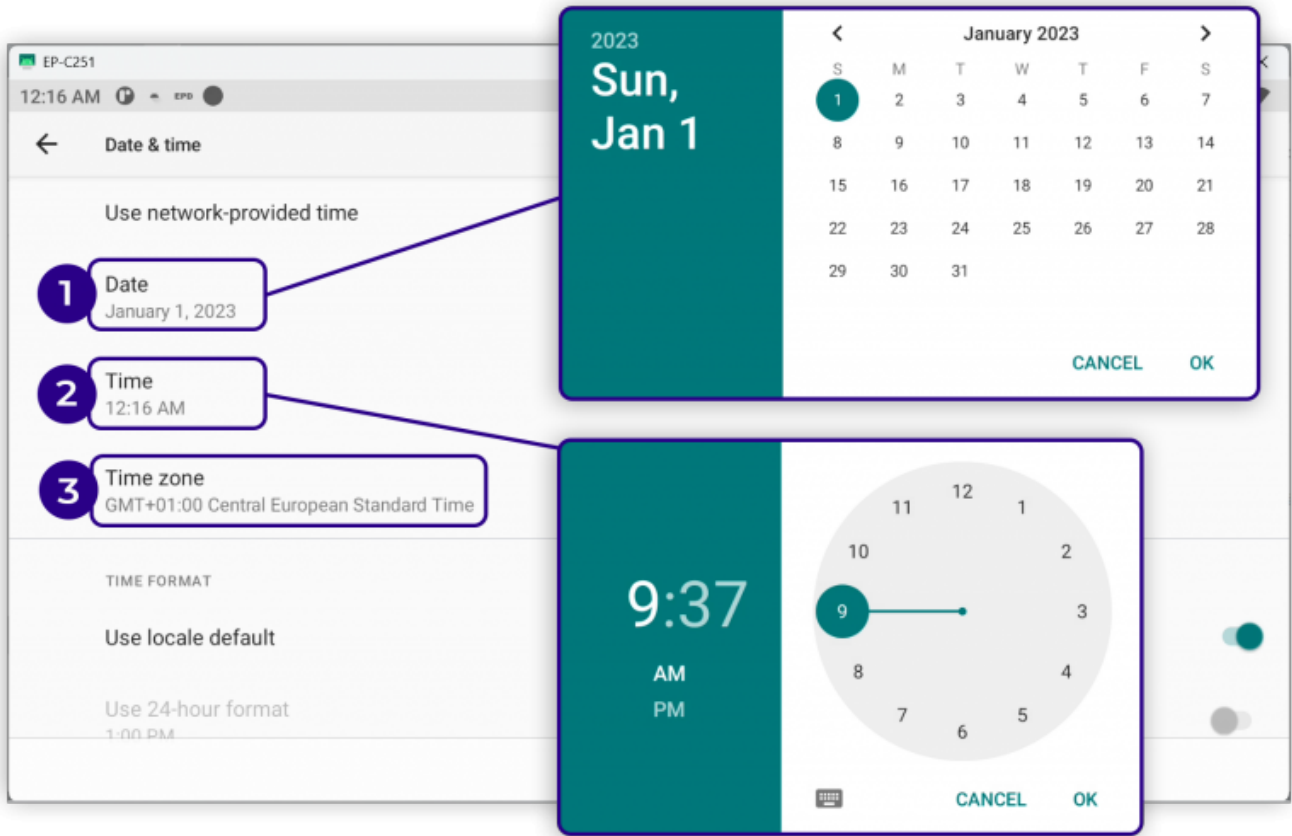 EP-C251
12:16 AM EPD
Date & time
Use network-provided time
1
Date
January 1, 2023
2
Time
12:16 AM
3
Time zone
GMT+01:00 Central European Standard Time
TIME FORMAT
Use locale default
Use 24-hour format
1:00 PM
2023
Sun,
Jan 1
January 2023
S M T W T F S
1 2 3 4 5 6 7
8 9 10 11 12 13 14
15 16 17 18 19 20 21
22 23 24 25 26 27 28
29 30 31
CANCEL OK
9:37
AM
PM
12
11 1
10 2
9 3
8 4
7 5
6
CANCEL OK